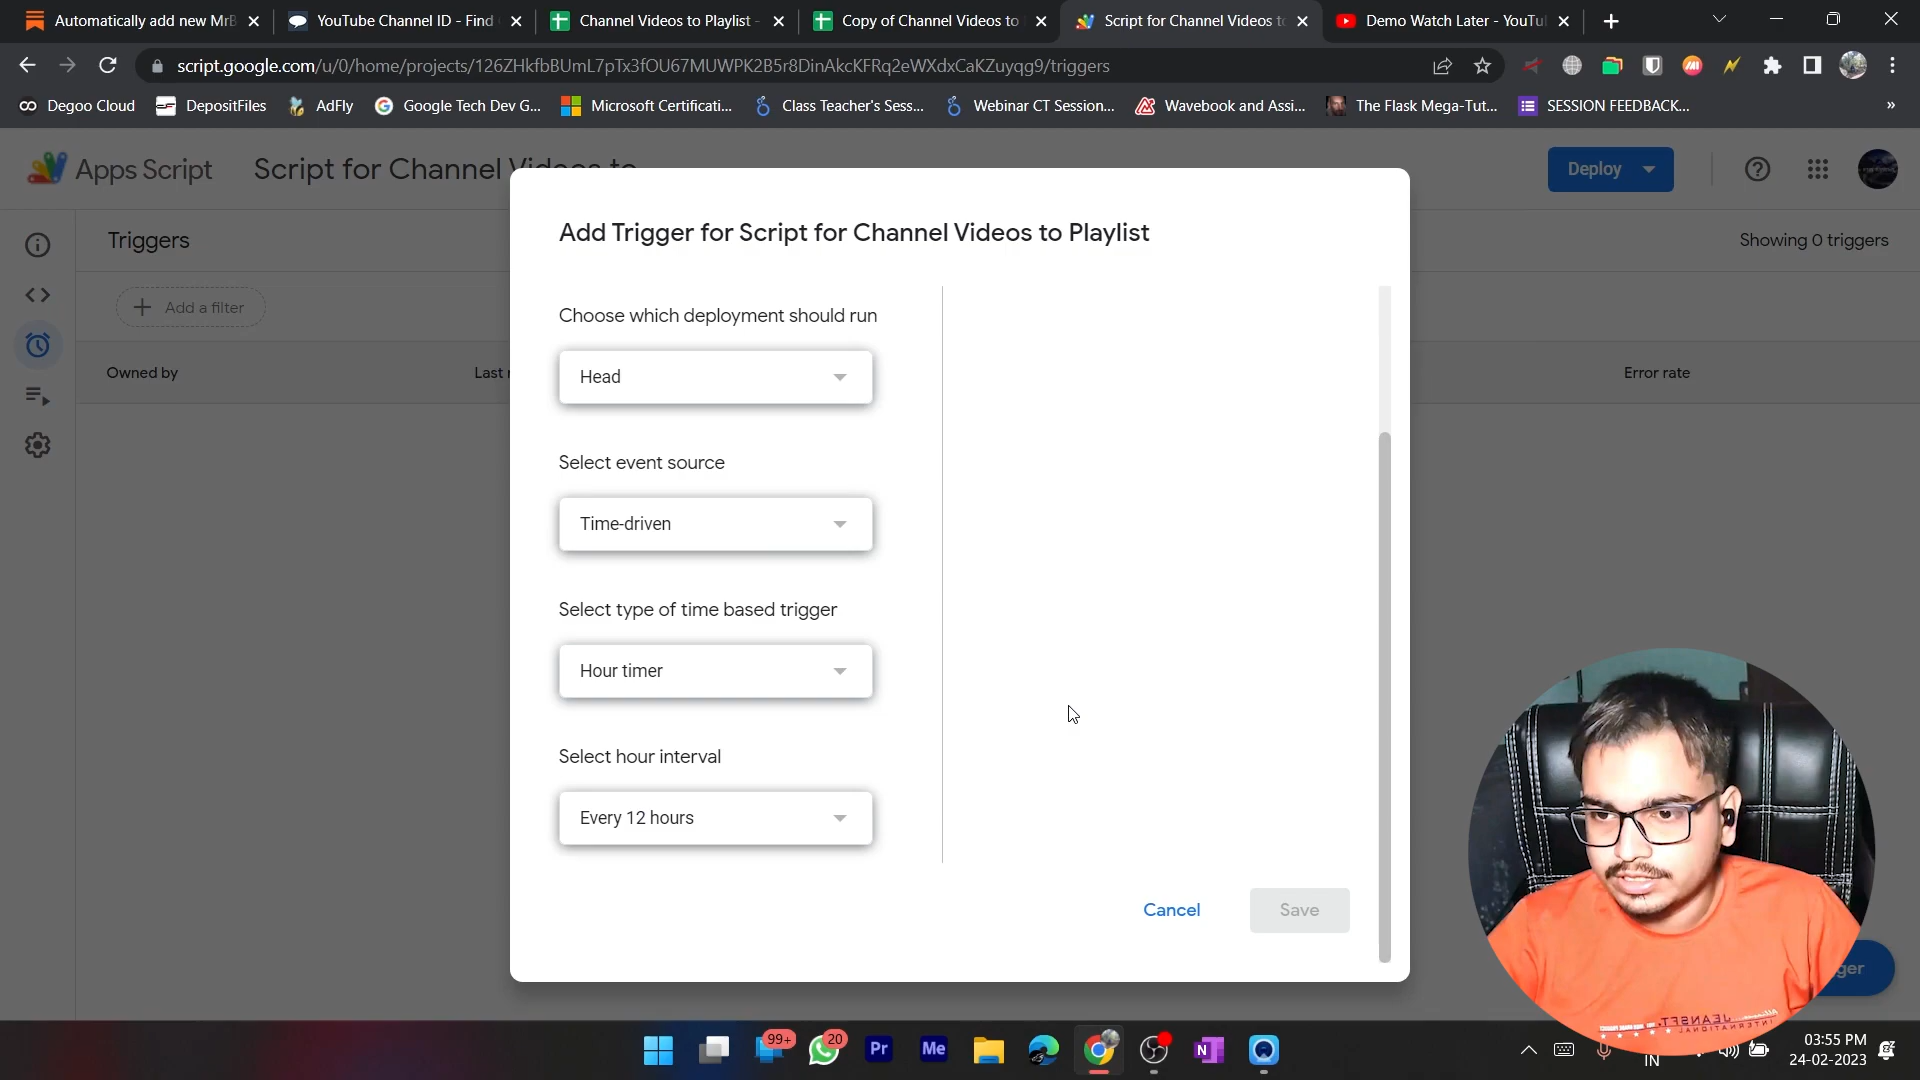 Automatically add new MrB
YouTube Channel ID - Find
Channel Videos to Playlist -
Copy of Channel Videos to
Script for Channel Videos to
Demo Watch Later - YouTu
script.google.com/u/0/home/projects/126ZHkfbBUmL7pTx3fOU67MUWPK2B5r8DinAkcKFRq2eWXdxCaKZuyqg9/triggers
Degoo Cloud
DepositFiles
AdFly
Google Tech Dev G...
Microsoft Certificati...
Class Teacher's Sess...
Webinar CT Session...
Wavebook and Assi...
The Flask Mega-Tut...
SESSION FEEDBACK...
»
Apps Script
Script for Channel Videos to
Deploy
Triggers
Showing 0 triggers
Add a filter
Owned by
Last r
Error rate
Add Trigger for Script for Channel Videos to Playlist
Choose which deployment should run
Head
Select event source
Time-driven
Select type of time based trigger
Hour timer
Select hour interval
Every 12 hours
Cancel
Save
gger
JEANSFT.
INTERNATIONAL
99+
20
Pr
Me
N
IN
03:55 PM
24-02-2023